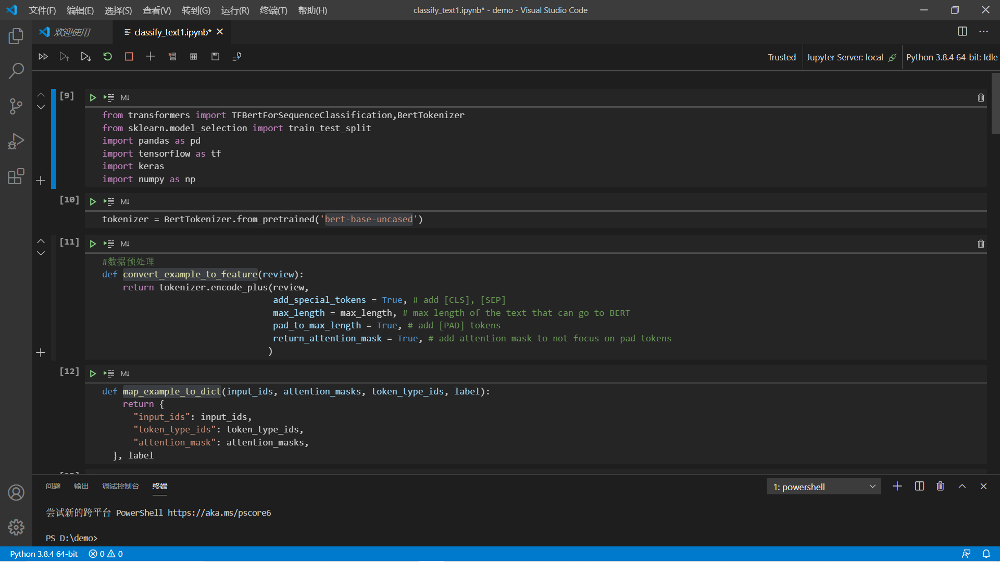 文件(F) 编辑(E) 选择(S) 查看(V) 转到(G) 运行(R) 终端(T) 帮助(H) classify_text1.ipynb* - demo - Visual Studio Code
欢迎使用 classify_text1.ipynb*
Trusted Jupyter Server: local Python 3.8.4 64-bit: Idle
[9] M↓
from transformers import TFBertForSequenceClassification,BertTokenizer
from sklearn.model_selection import train_test_split
import pandas as pd
import tensorflow as tf
import keras
import numpy as np
[10] M↓
tokenizer = BertTokenizer.from_pretrained('bert-base-uncased')
[11] M↓
#数据预处理
def convert_example_to_feature(review):
    return tokenizer.encode_plus(review,
                                 add_special_tokens = True, # add [CLS], [SEP]
                                 max_length = max_length, # max length of the text that can go to BERT
                                 pad_to_max_length = True, # add [PAD] tokens
                                 return_attention_mask = True, # add attention mask to not focus on pad tokens
                                )
[12] M↓
def map_example_to_dict(input_ids, attention_masks, token_type_ids, label):
    return {
      "input_ids": input_ids,
      "token_type_ids": token_type_ids,
      "attention_mask": attention_masks,
  }, label
问题 输出 调试控制台 终端 1: powershell
尝试新的跨平台 PowerShell https://aka.ms/pscore6
PS D:\demo>
Python 3.8.4 64-bit 0 0